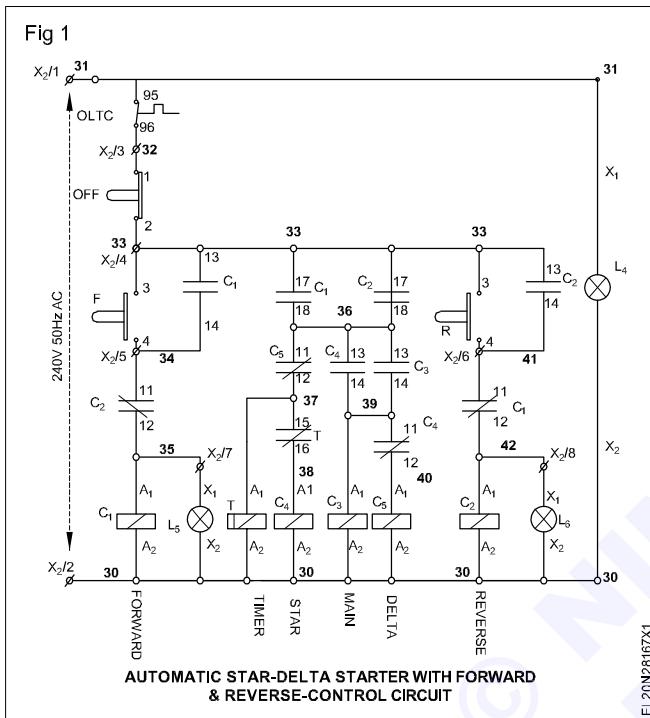 Fig 1
X2/1 31 31
95
OLTC
96
X2/3 32
1
OFF
2
33 33 33
X2/4
3 13 C1 14
F
4
X2/5 34
C1 17 18
C2 17 18
36
3
R
4
X2/6 41
13 C2 14
X1
L4
X2
240V 50Hz AC
C2 11 12
C5 11 12
C4 13 14
C3 13 14
C1 11 12
37
39
15 T 16
38
C4 11 12
40
35 X2/7
42 X2/8
A1 C1 A2
X1 L5 X2
T A1 A2
A1 C4 A2
A1 C3 A2
A1 C5 A2
A1 C2 A2
X1 L6 X2
X2/2 30 30 30 30
FORWARD
TIMER
STAR
MAIN
DELTA
REVERSE
AUTOMATIC STAR-DELTA STARTER WITH FORWARD
& REVERSE-CONTROL CIRCUIT
EL20N28167X1
© NI